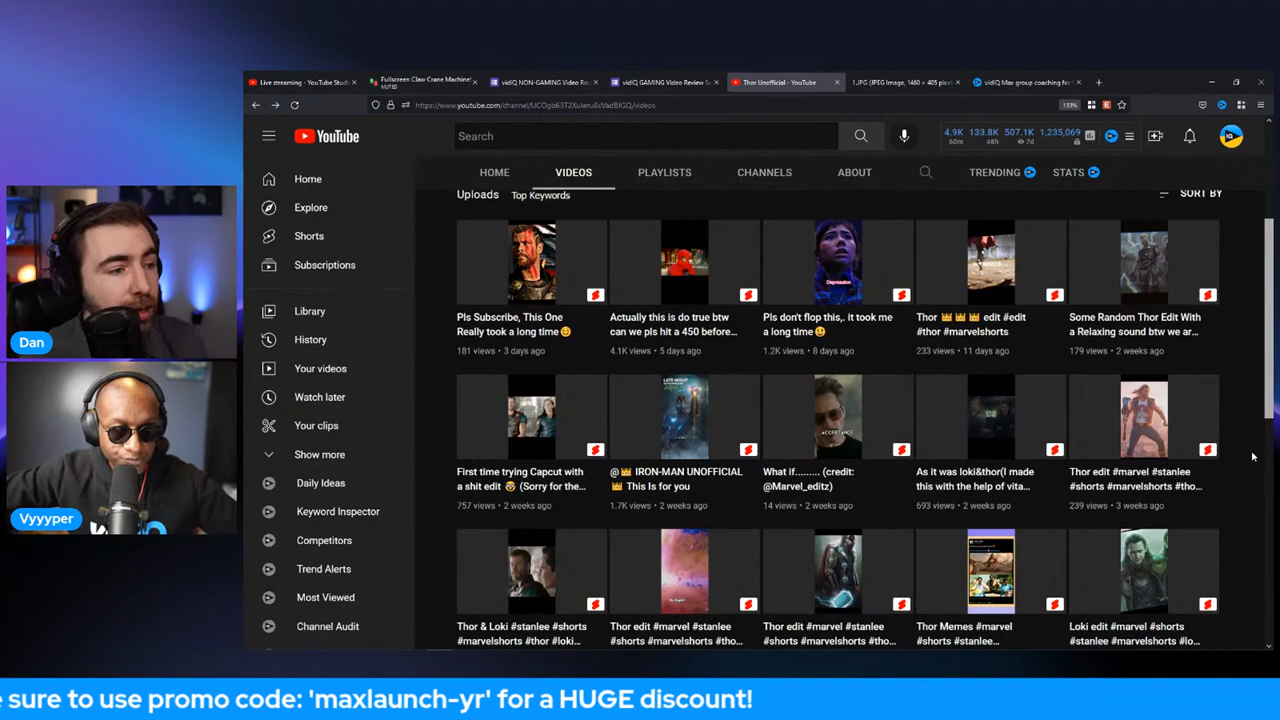 Live streaming - YouTube Studi
Fullscreen Claw Crane Machine!
MUTED
vidIQ NON-GAMING Video Re
vidIQ GAMING Video Review S
Thor Unofficial - YouTube
1.JPG (JPEG Image, 1460 × 405 pixel
vidIQ Max group coaching for
133%
YouTube
Search
4.9K 133.8K 507.1K 1,235,069
60m 48h 7d
HOME VIDEOS PLAYLISTS CHANNELS ABOUT TRENDING STATS
Uploads Top Keywords SORT BY
Home
Explore
Shorts
Subscriptions
Library
History
Your videos
Watch later
Your clips
Show more
Daily Ideas
Keyword Inspector
Competitors
Trend Alerts
Most Viewed
Channel Audit
Depression
Pls Subscribe, This One
Really took a long time😊
181 views • 3 days ago
Actually this is do true btw
can we pls hit a 450 before...
4.1K views • 5 days ago
Pls don't flop this,. it took me
a long time😃
1.2K views • 8 days ago
Thor 👑 👑 👑 edit #edit
#thor #marvelshorts
233 views • 11 days ago
Some Random Thor Edit With
a Relaxing sound btw we ar...
179 views • 2 weeks ago
LATE NIGHT
ACCEPTANCE
First time trying Capcut with
a shit edit 🤓 (Sorry for the...
757 views • 2 weeks ago
@👑 IRON-MAN UNOFFICIAL
👑 This Is for you
1.7K views • 2 weeks ago
What if......... (credit:
@Marvel_editz)
14 views • 2 weeks ago
As it was loki&thor(I made
this with the help of vita...
693 views • 2 weeks ago
Thor edit #marvel #stanlee
#shorts #marvelshorts #tho...
239 views • 3 weeks ago
Thor & Loki #stanlee #shorts
#marvelshorts #thor #loki...
Thor edit #marvel #stanlee
#shorts #marvelshorts #tho...
Thor edit #marvel #stanlee
#shorts #marvelshorts #tho...
Thor Memes #marvel
#shorts #stanlee...
Loki edit #marvel #shorts
#stanlee #marvelshorts #lo...
Dan
Vyyyper
e sure to use promo code: 'maxlaunch-yr' for a HUGE discount!